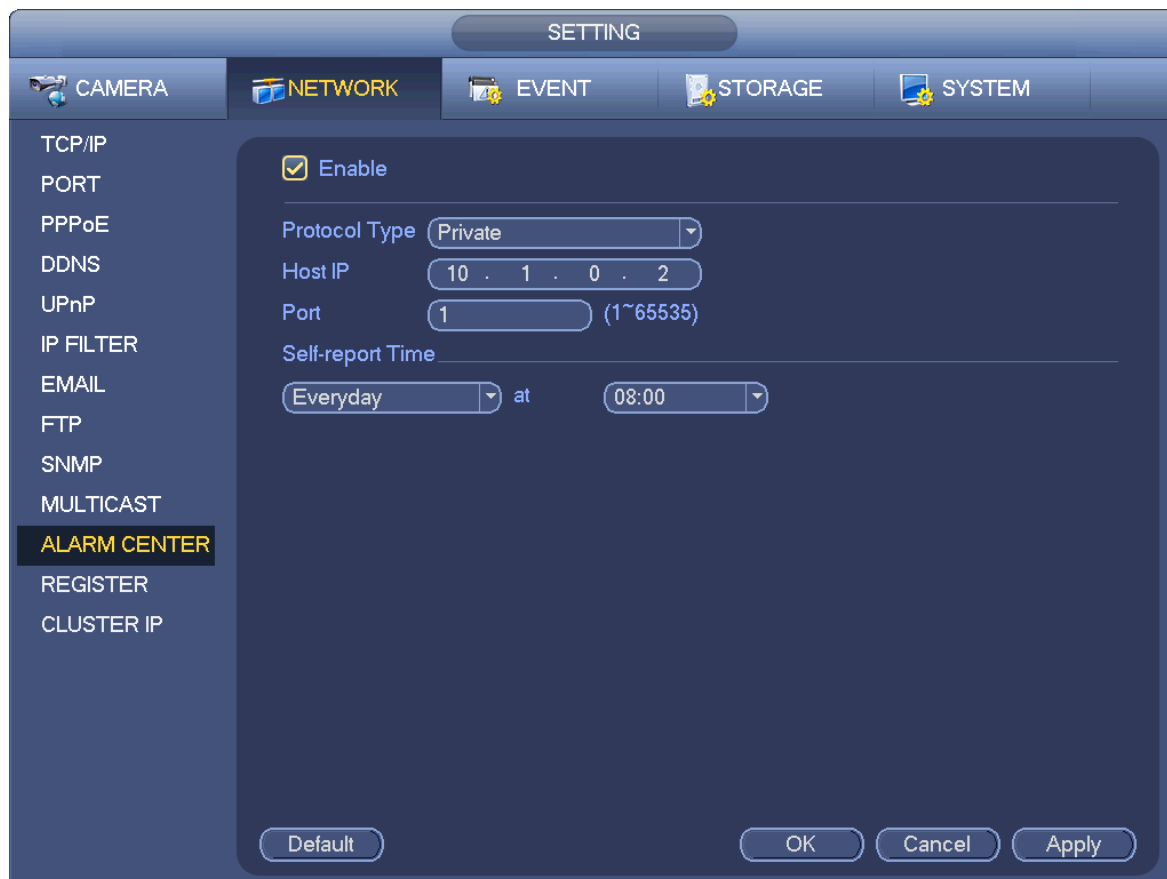 SETTING
CAMERA NETWORK EVENT STORAGE SYSTEM
TCP/IP
PORT
PPPoE
DDNS
UPnP
IP FILTER
EMAIL
FTP
SNMP
MULTICAST
ALARM CENTER
REGISTER
CLUSTER IP
Enable
Protocol Type Private
Host IP 10 . 1 . 0 . 2
Port 1 (1~65535)
Self-report Time
Everyday at 08:00
Default OK Cancel Apply